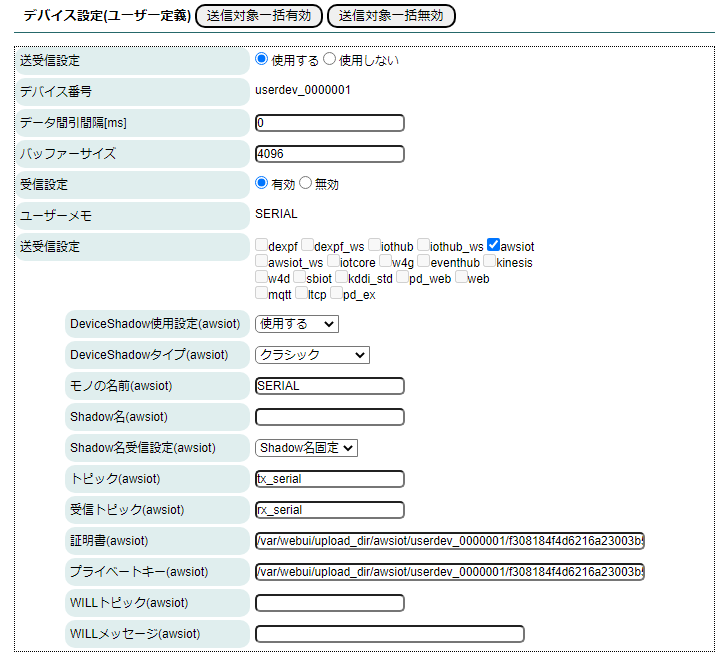 デバイス設定(ユーザー定義) 送信対象一括有効 送信対象一括無効
送受信設定 使用する 使用しない
デバイス番号 userdev_0000001
データ間引間隔[ms] 0
バッファーサイズ 4096
受信設定 有効 無効
ユーザーメモ SERIAL
送受信設定 dexpf dexpf_ws iothub iothub_ws awsiot
awsiot_ws iotcore w4g eventhub kinesis
w4d sbiot kddi_std pd_web web
mqtt ltcp pd_ex
DeviceShadow使用設定(awsiot) 使用する
DeviceShadowタイプ(awsiot) クラシック
モノの名前(awsiot) SERIAL
Shadow名(awsiot)
Shadow名受信設定(awsiot) Shadow名固定
トピック(awsiot) tx_serial
受信トピック(awsiot) rx_serial
証明書(awsiot) /var/webui/upload_dir/awsiot/userdev_0000001/f308184f4d6216a23003b
プライベートキー(awsiot) /var/webui/upload_dir/awsiot/userdev_0000001/f308184f4d6216a23003b
WILLトピック(awsiot)
WILLメッセージ(awsiot)